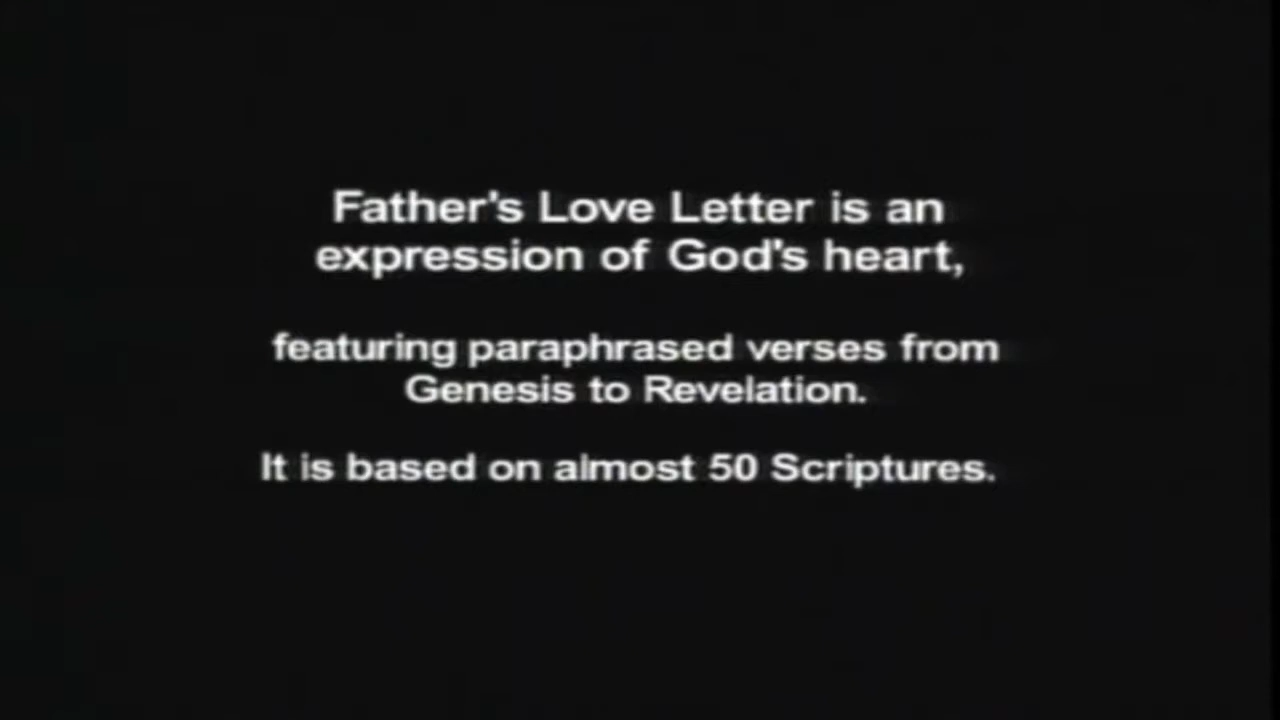 Father's Love Letter is an
expression of God's heart,
featuring paraphrased verses from
Genesis to Revelation.
It is based on almost 50 Scriptures.